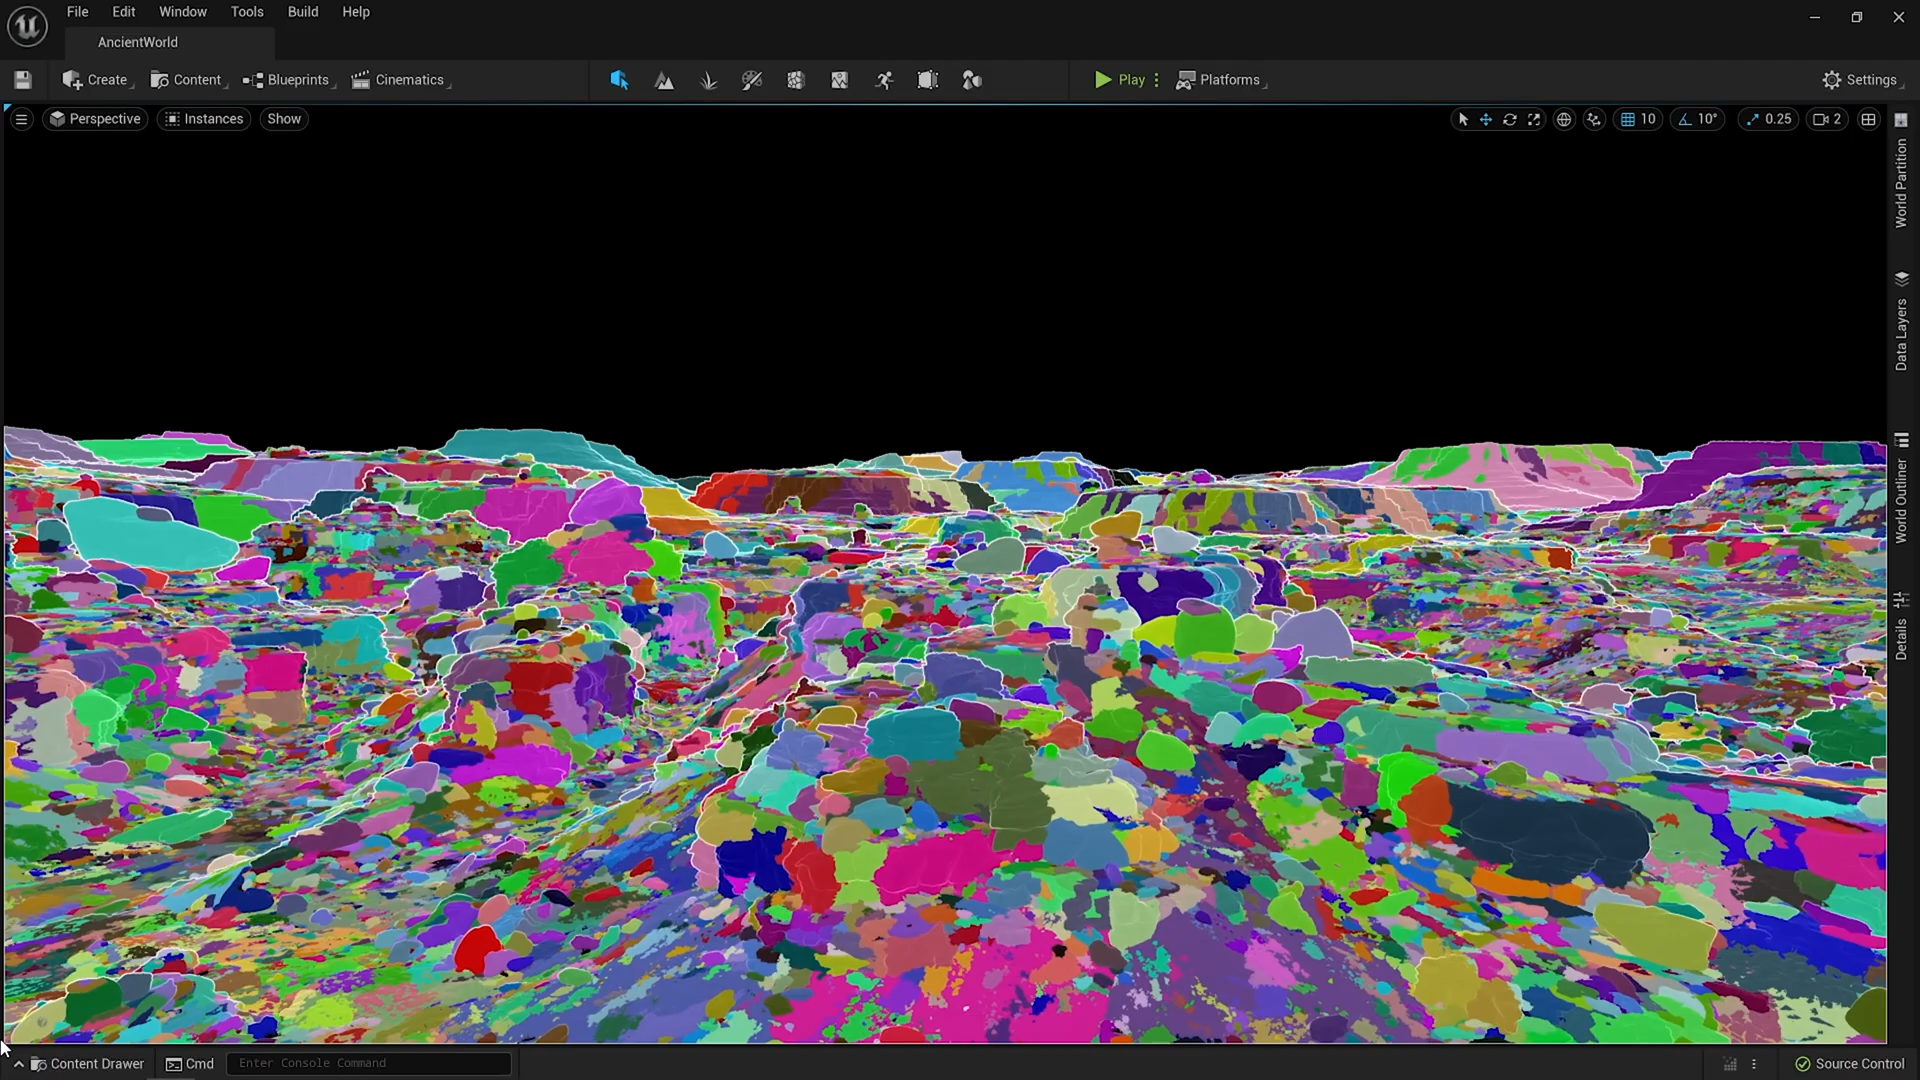 File Edit Window Tools Build Help
AncientWorld
Create Content Blueprints Cinematics Play Platforms Settings
Perspective Instances Show 10 10° 0.25 2
World Partition
Data Layers
World Outliner
Details
Content Drawer Cmd Enter Console Command Source Control